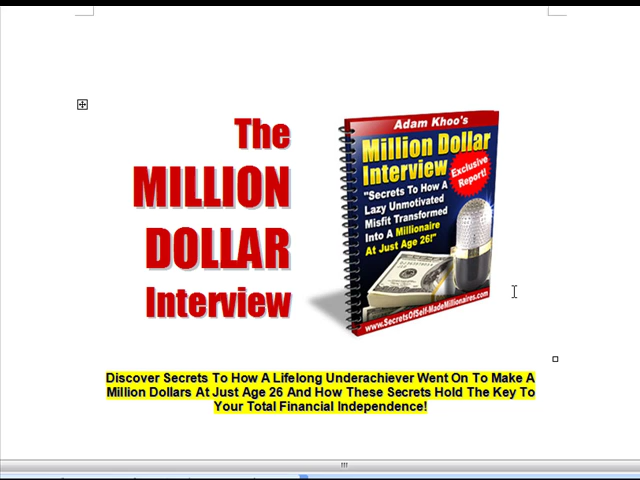 The
MILLION
DOLLAR
Interview
Adam Khoo's
Million Dollar
Interview
Exclusive
Report!
"Secrets To How A
Lazy Unmotivated
Misfit Transformed
Into A Millionaire
At Just Age 26!"
www.SecretsOfSelf-MadeMillionaires.com
Discover Secrets To How A Lifelong Underachiever Went On To Make A
Million Dollars At Just Age 26 And How These Secrets Hold The Key To
Your Total Financial Independence!